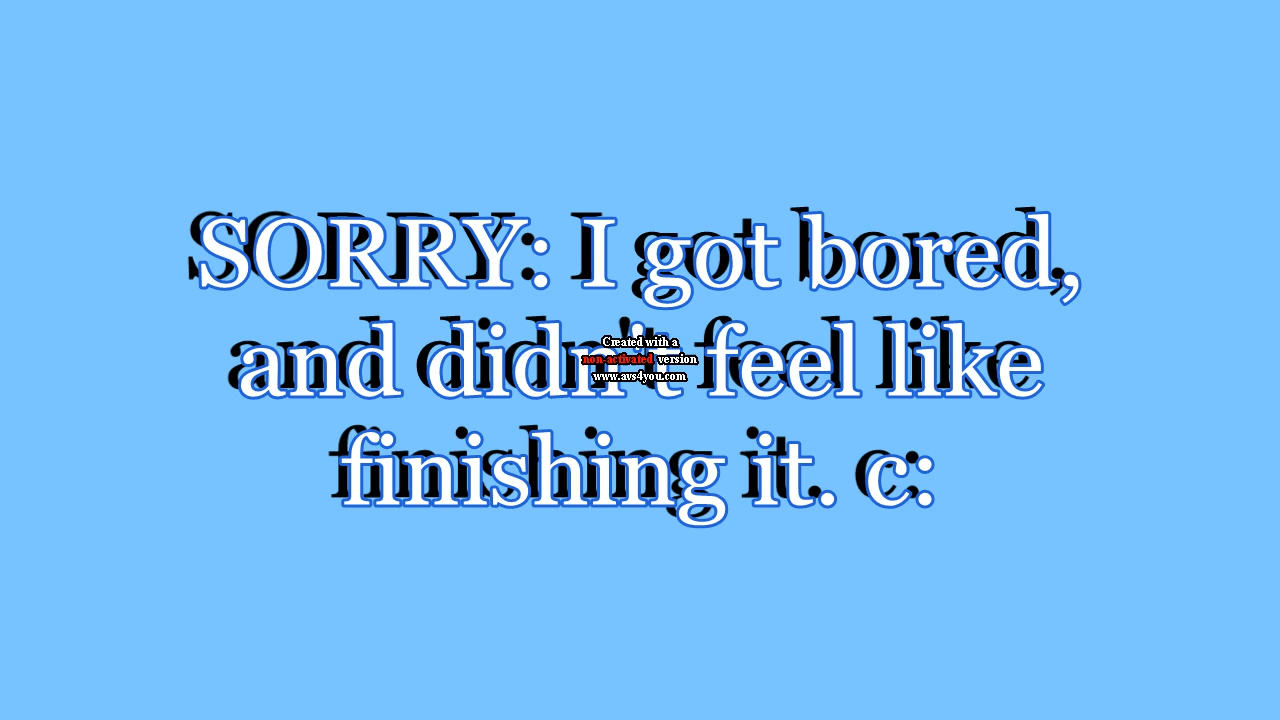 SORRY: I got bored,
and didn't feel like
finishing it. c:
Created with a
non-activated version
www.avs4you.com